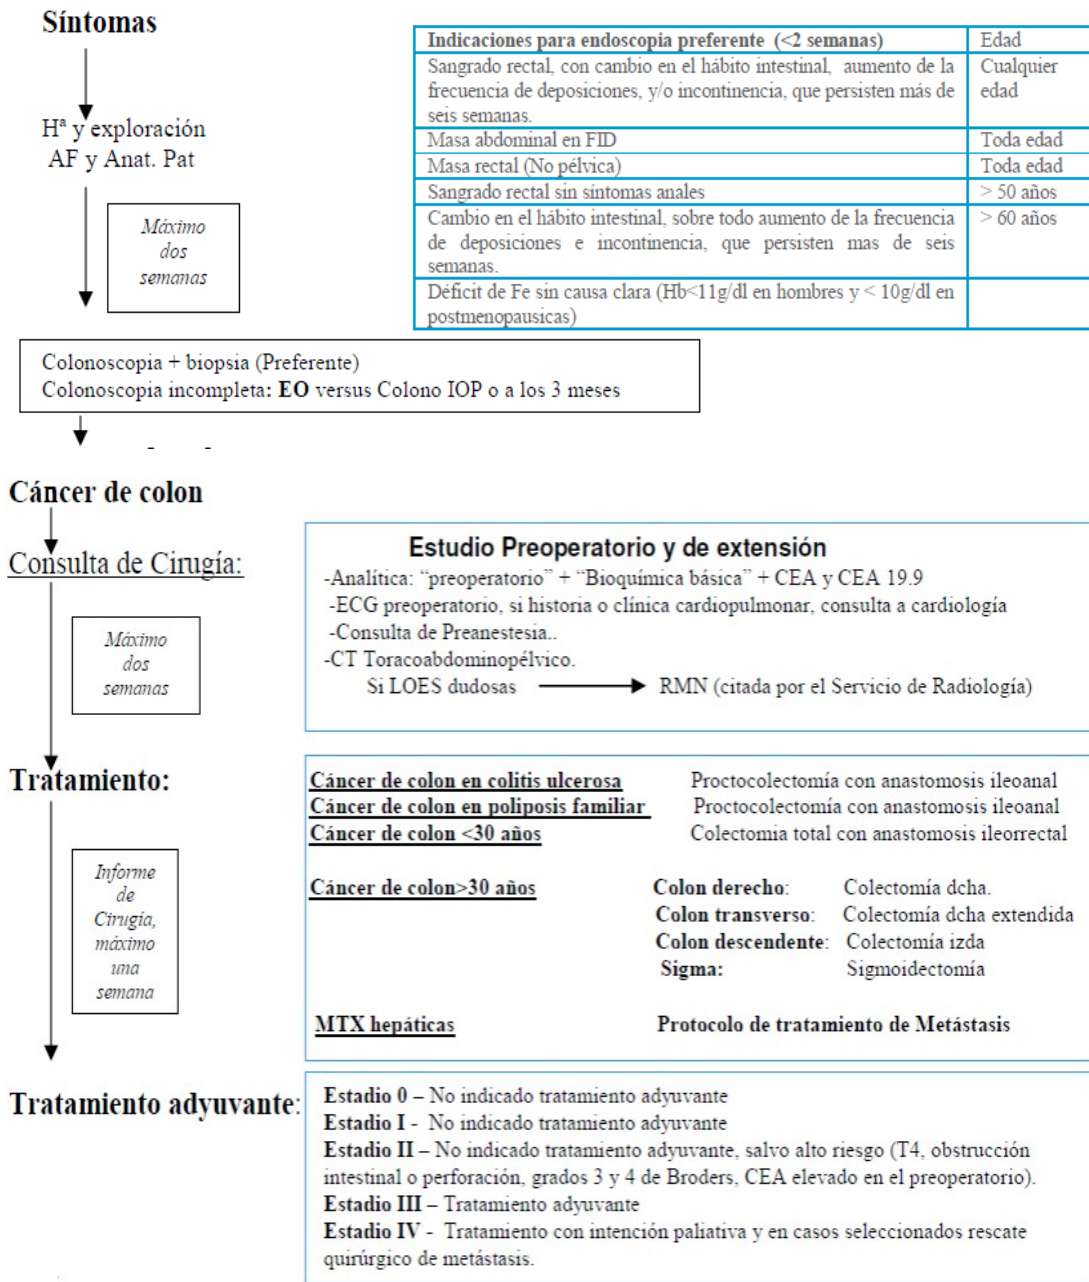 Síntomas
Hª y exploración
AF y Anat. Pat
Máximo
dos
semanas
Indicaciones para endoscopia preferente (<2 semanas) Edad
Sangrado rectal, con cambio en el hábito intestinal, aumento de la Cualquier
frecuencia de deposiciones, y/o incontinencia, que persisten más de edad
seis semanas.
Masa abdominal en FID Toda edad
Masa rectal (No pélvica) Toda edad
Sangrado rectal sin síntomas anales > 50 años
Cambio en el hábito intestinal, sobre todo aumento de la frecuencia > 60 años
de deposiciones e incontinencia, que persisten mas de seis
semanas.
Déficit de Fe sin causa clara (Hb<11g/dl en hombres y < 10g/dl en
postmenopausicas)
Colonoscopia + biopsia (Preferente)
Colonoscopia incompleta: EO versus Colono IOP o a los 3 meses
Cáncer de colon
Consulta de Cirugía:
Máximo
dos
semanas
Estudio Preoperatorio y de extensión
-Analítica: “preoperatorio” + “Bioquímica básica” + CEA y CEA 19.9
-ECG preoperatorio, si historia o clínica cardiopulmonar, consulta a cardiología
-Consulta de Preanestesia..
-CT Toracoabdominopélvico.
Si LOES dudosas RMN (citada por el Servicio de Radiología)
Tratamiento:
Informe
de
Cirugía,
máximo
una
semana
Cáncer de colon en colitis ulcerosa Proctocolectomía con anastomosis ileoanal
Cáncer de colon en poliposis familiar Proctocolectomía con anastomosis ileoanal
Cáncer de colon <30 años Colectomia total con anastomosis ileorrectal
Cáncer de colon>30 años Colon derecho: Colectomía dcha.
Colon transverso: Colectomía dcha extendida
Colon descendente: Colectomía izda
Sigma: Sigmoidectomía
MTX hepáticas Protocolo de tratamiento de Metástasis
Tratamiento adyuvante:
Estadio 0 – No indicado tratamiento adyuvante
Estadio I - No indicado tratamiento adyuvante
Estadio II – No indicado tratamiento adyuvante, salvo alto riesgo (T4, obstrucción
intestinal o perforación, grados 3 y 4 de Broders, CEA elevado en el preoperatorio).
Estadio III – Tratamiento adyuvante
Estadio IV - Tratamiento con intención paliativa y en casos seleccionados rescate
quirúrgico de metástasis.